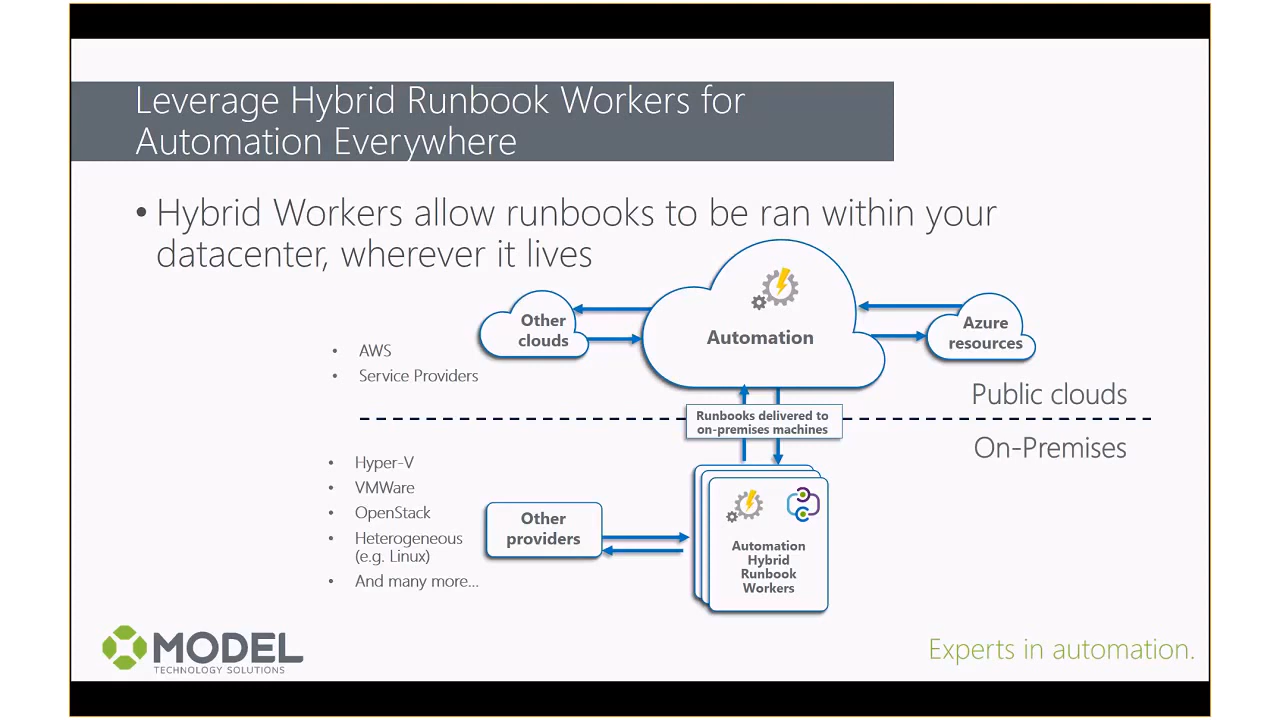 Leverage Hybrid Runbook Workers for
Automation Everywhere
• Hybrid Workers allow runbooks to be ran within your
datacenter, wherever it lives
Other
clouds
Automation
Azure
resources
• AWS
• Service Providers
Public clouds
Runbooks delivered to
on-premises machines
On-Premises
• Hyper-V
• VMWare
• OpenStack
• Heterogeneous
(e.g. Linux)
• And many more...
Other
providers
Automation
Hybrid
Runbook
Workers
MODEL
TECHNOLOGY SOLUTIONS
Experts in automation.